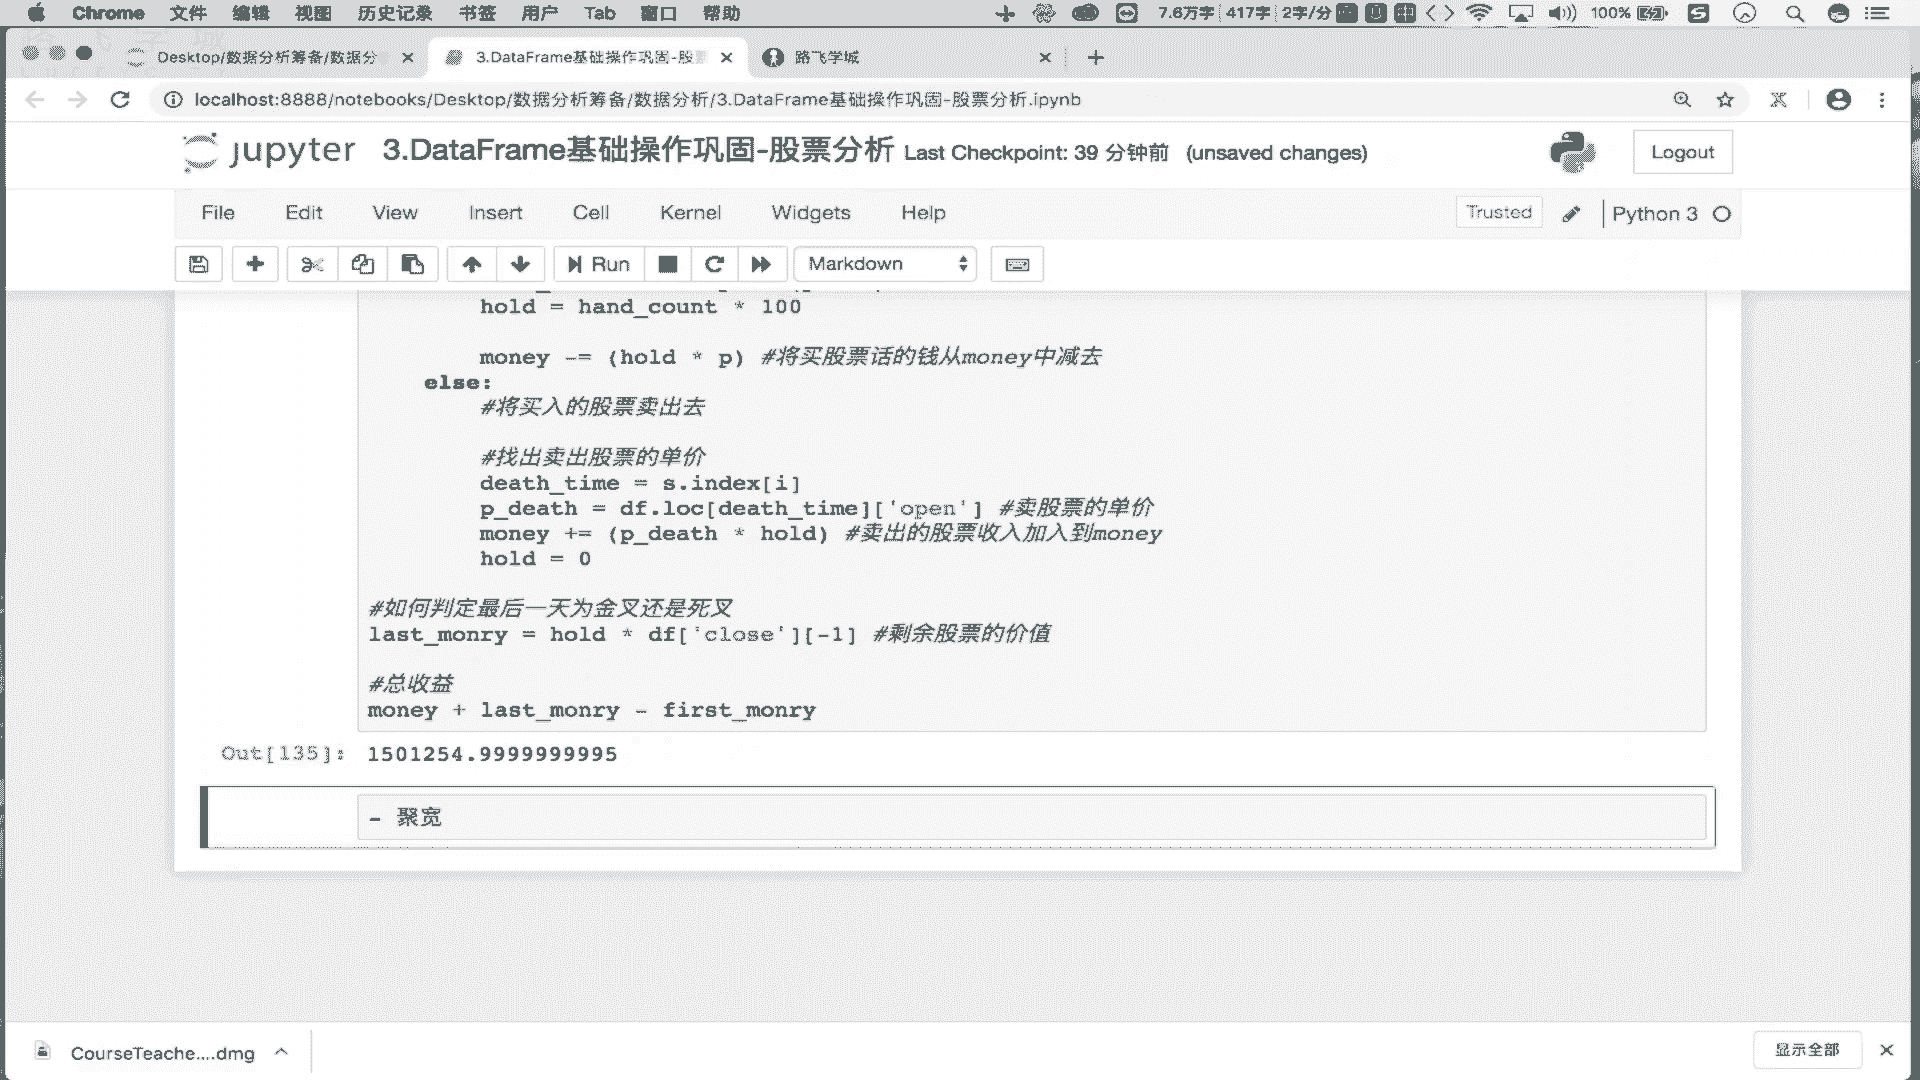 Chrome 文件 编辑 视图 历史记录 书签 用户 Tab 窗口 帮助 7.6万字 417字 2字/分 100%
Desktop/数据分析筹备/数据分 3.DataFrame基础操作巩固-股 路飞学城
localhost:8888/notebooks/Desktop/数据分析筹备/数据分析/3.DataFrame基础操作巩固-股票分析.ipynb
jupyter 3.DataFrame基础操作巩固-股票分析 Last Checkpoint: 39 分钟前 (unsaved changes) Logout
File Edit View Insert Cell Kernel Widgets Help Trusted Python 3
Run Markdown
hold = hand_count * 100
money -= (hold * p) #将买股票话的钱从money中减去
else:
#将买入的股票卖出去
#找出卖出股票的单价
death_time = s.index[i]
p_death = df.loc[death_time]['open'] #卖股票的单价
money += (p_death * hold) #卖出的股票收入加入到money
hold = 0
#如何判定最后一天为金叉还是死叉
last_monry = hold * df['close'][-1] #剩余股票的价值
#总收益
money + last_monry - first_monry
Out[135]: 1501254.9999999995
- 聚宽
CourseTeache....dmg 显示全部